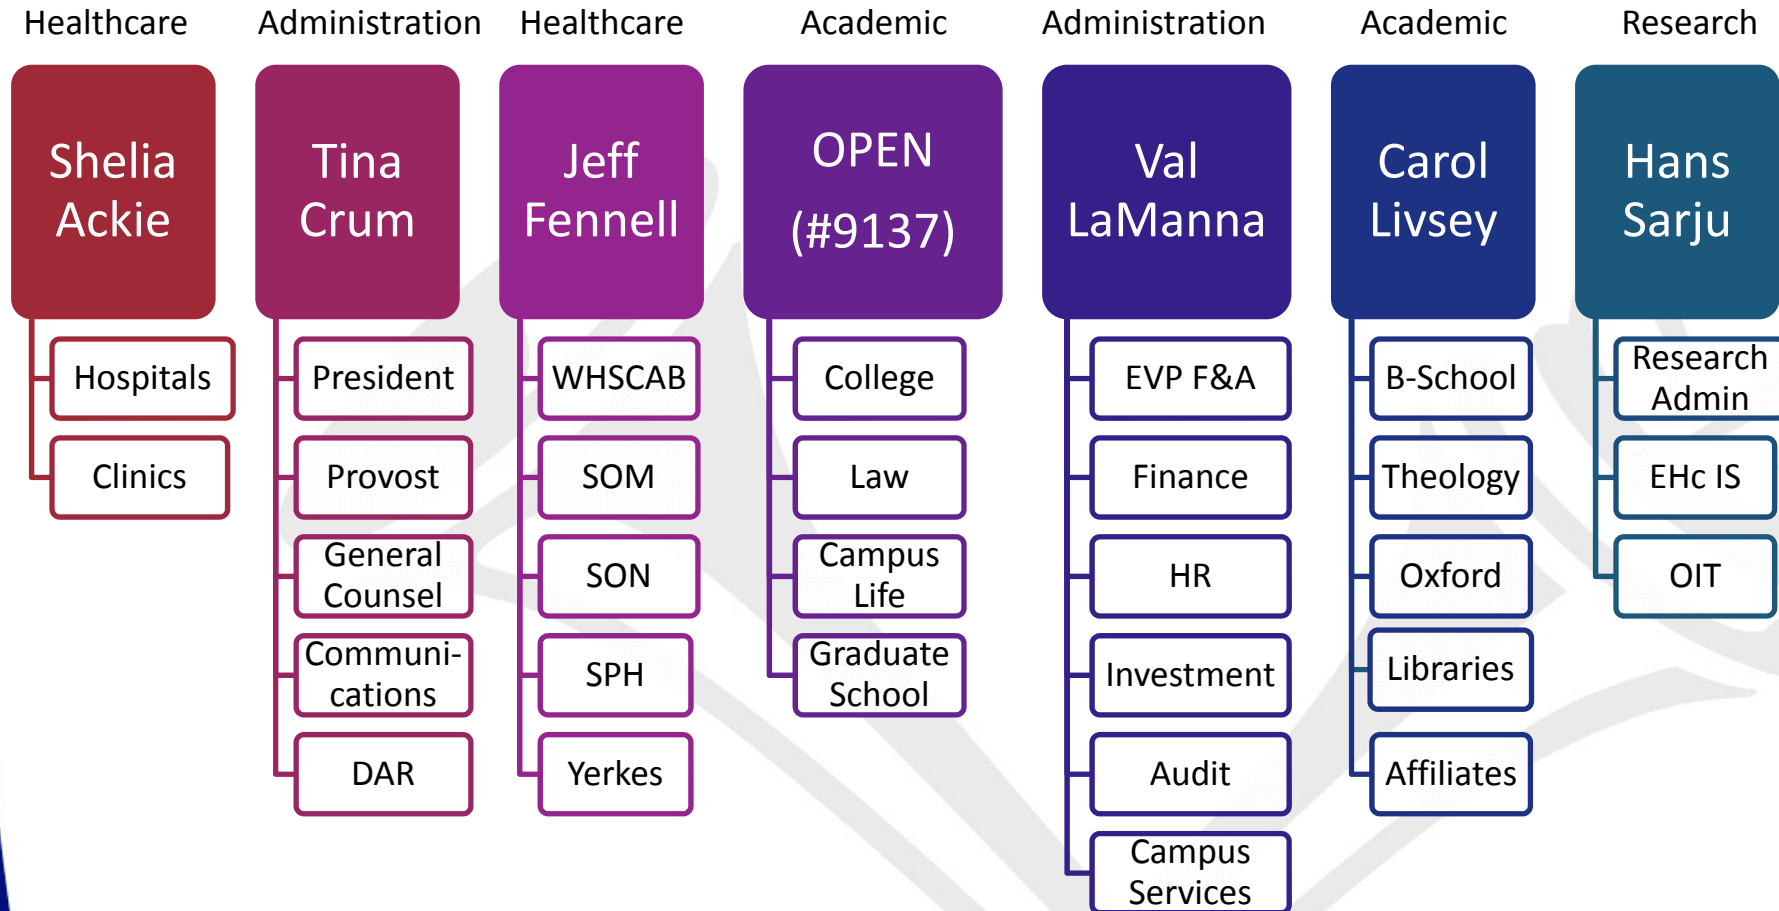 Healthcare
Administration
Healthcare
Academic
Administration
Academic
Research
Shelia
Ackie
Hospitals
Clinics
Tina
Crum
President
Provost
General
Counsel
Communi-
cations
DAR
Jeff
Fennell
WHSCAB
SOM
SON
SPH
Yerkes
OPEN
(#9137)
College
Law
Campus
Life
Graduate
School
Val
LaManna
EVP F&A
Finance
HR
Investment
Audit
Campus
Services
Carol
Livsey
B-School
Theology
Oxford
Libraries
Affiliates
Hans
Sarju
Research
Admin
EHc IS
OIT